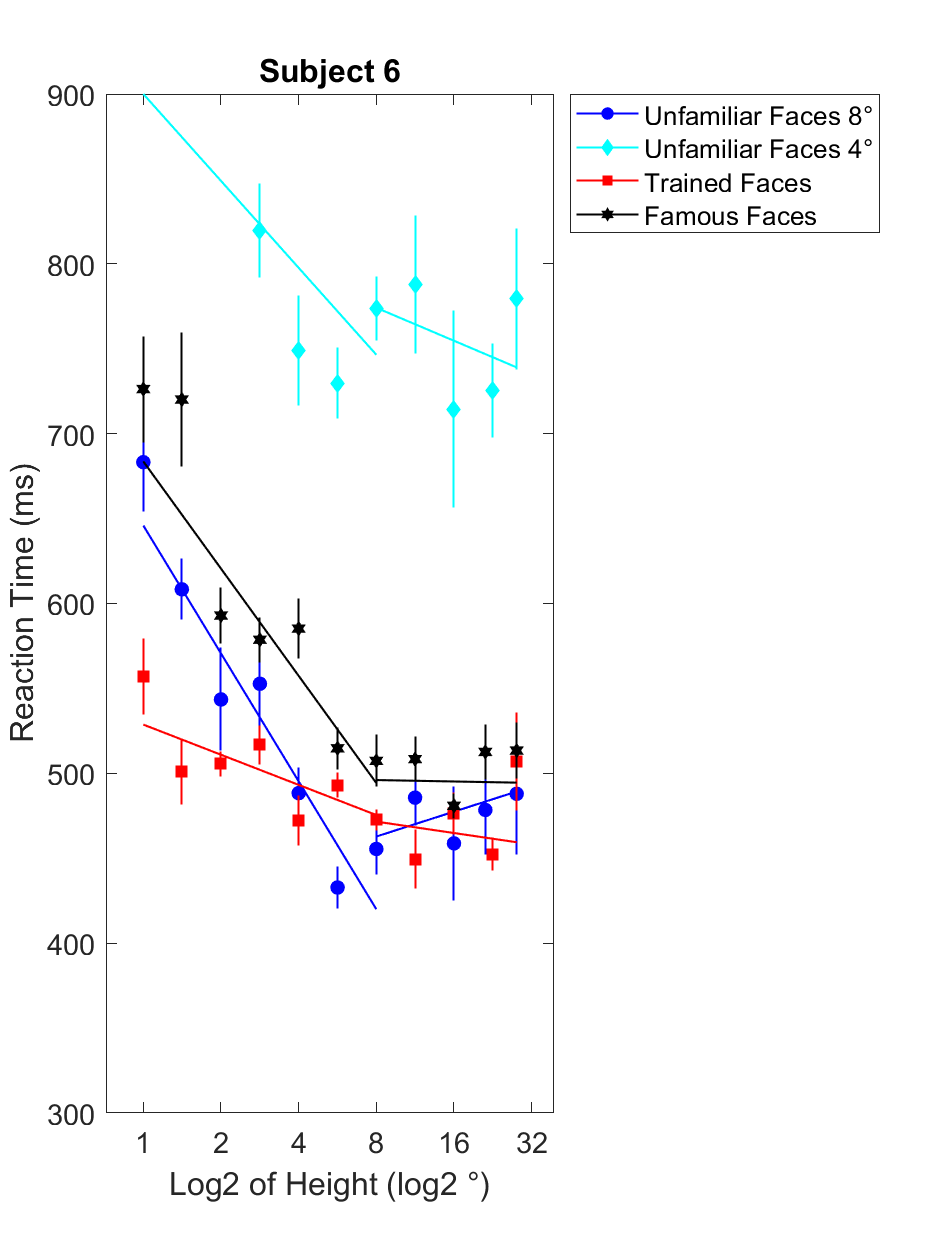 Subject 6
900
800
700
600
500
400
300
Reaction Time (ms)
1 2 4 8 16 32
Log2 of Height (log2 °)
Unfamiliar Faces 8°
Unfamiliar Faces 4°
Trained Faces
Famous Faces